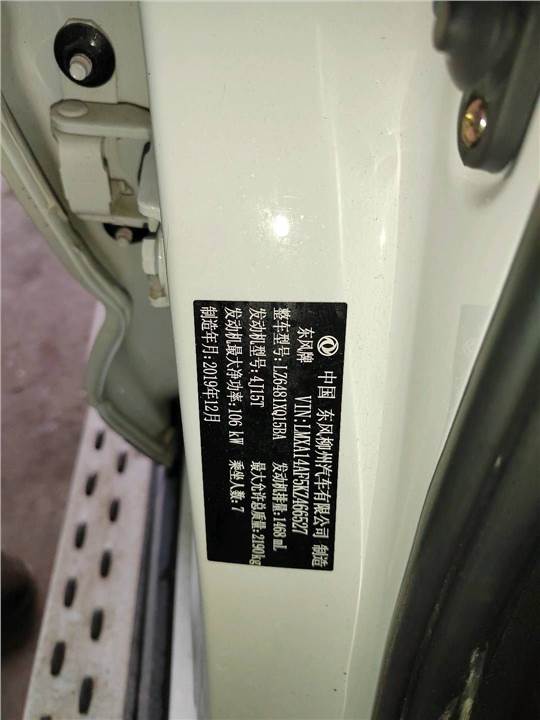 中国 东风柳州汽车有限公司 制造
东风牌 VIN:LMXA14AF5KZ466527
整车型号:LZ6481XQ15BA 发动机排量:1468 mL
发动机型号:4J15T 最大允许总质量:2190kg
发动机最大净功率:106 kW 乘坐人数:7
制造年月:2019年12月